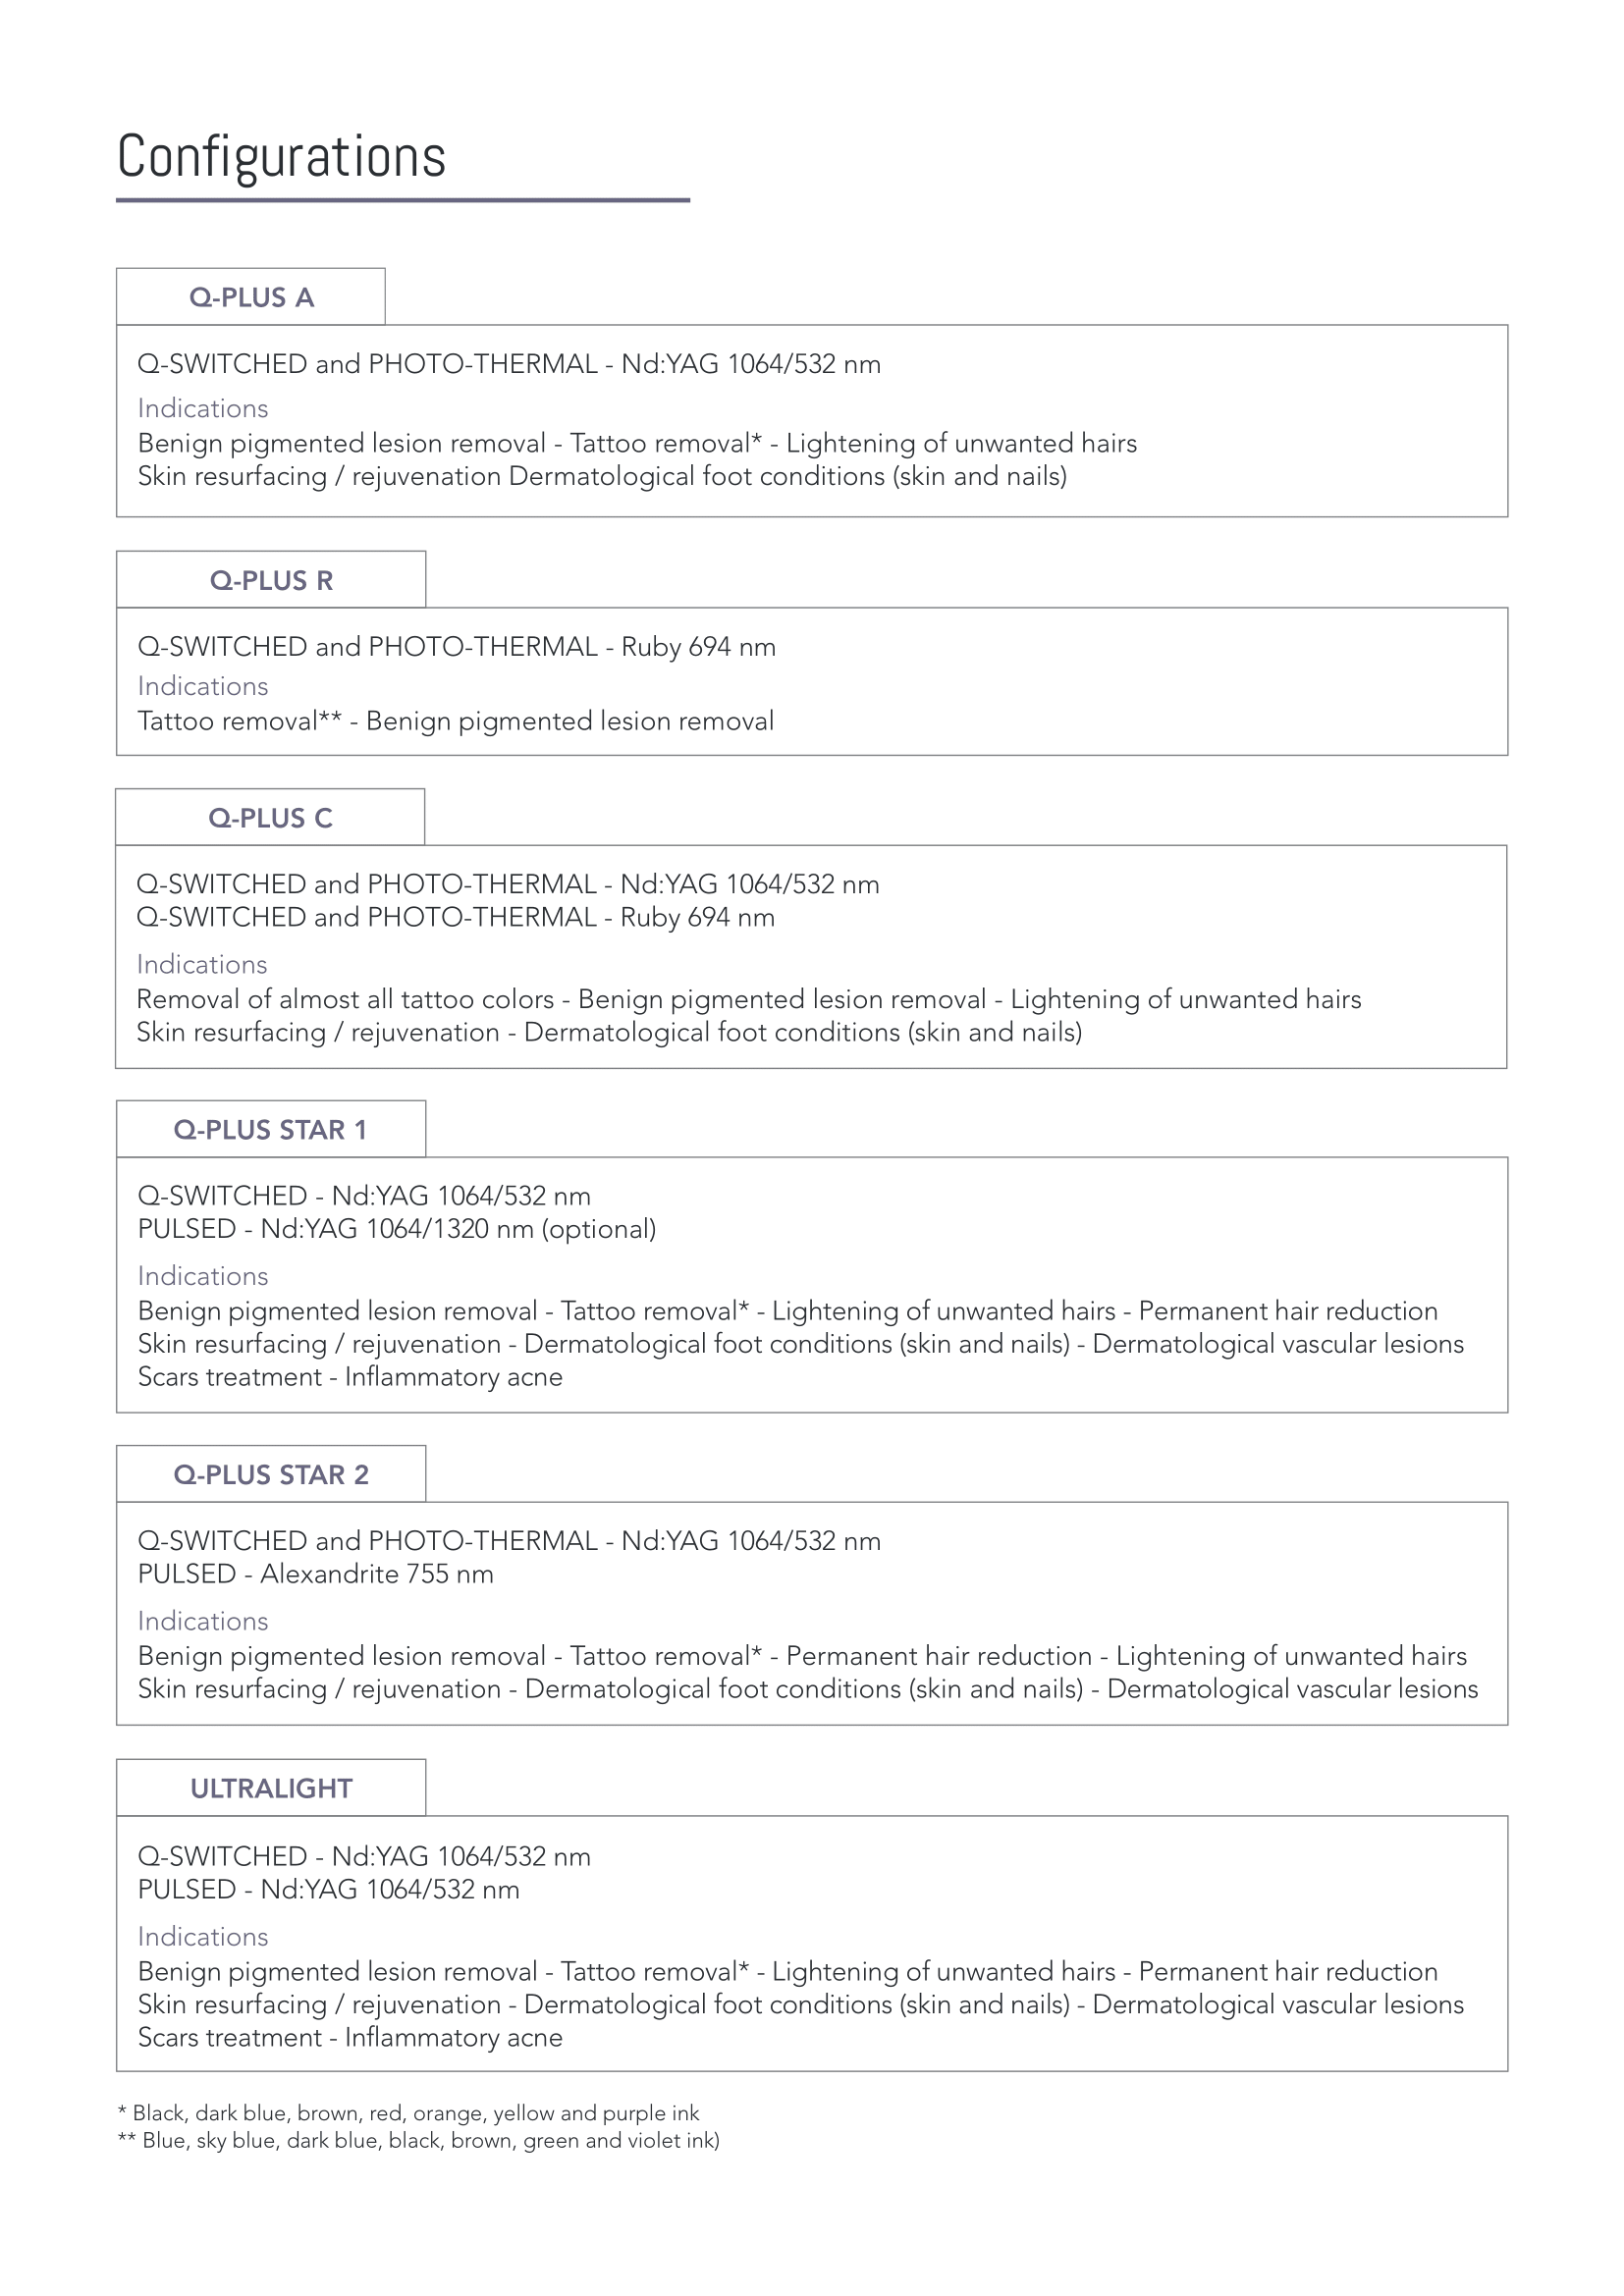 Configurations
Q-PLUS A
Q-SWITCHED and PHOTO-THERMAL - Nd:YAG 1064/532 nm
Indications
Benign pigmented lesion removal - Tattoo removal* - Lightening of unwanted hairs
Skin resurfacing / rejuvenation Dermatological foot conditions (skin and nails)
Q-PLUS R
Q-SWITCHED and PHOTO-THERMAL - Ruby 694 nm
Indications
Tattoo removal** - Benign pigmented lesion removal
Q-PLUS C
Q-SWITCHED and PHOTO-THERMAL - Nd:YAG 1064/532 nm
Q-SWITCHED and PHOTO-THERMAL - Ruby 694 nm
Indications
Removal of almost all tattoo colors - Benign pigmented lesion removal - Lightening of unwanted hairs
Skin resurfacing / rejuvenation - Dermatological foot conditions (skin and nails)
Q-PLUS STAR 1
Q-SWITCHED - Nd:YAG 1064/532 nm
PULSED - Nd:YAG 1064/1320 nm (optional)
Indications
Benign pigmented lesion removal - Tattoo removal* - Lightening of unwanted hairs - Permanent hair reduction
Skin resurfacing / rejuvenation - Dermatological foot conditions (skin and nails) - Dermatological vascular lesions
Scars treatment - Inflammatory acne
Q-PLUS STAR 2
Q-SWITCHED and PHOTO-THERMAL - Nd:YAG 1064/532 nm
PULSED - Alexandrite 755 nm
Indications
Benign pigmented lesion removal - Tattoo removal* - Permanent hair reduction - Lightening of unwanted hairs
Skin resurfacing / rejuvenation - Dermatological foot conditions (skin and nails) - Dermatological vascular lesions
ULTRALIGHT
Q-SWITCHED - Nd:YAG 1064/532 nm
PULSED - Nd:YAG 1064/532 nm
Indications
Benign pigmented lesion removal - Tattoo removal* - Lightening of unwanted hairs - Permanent hair reduction
Skin resurfacing / rejuvenation - Dermatological foot conditions (skin and nails) - Dermatological vascular lesions
Scars treatment - Inflammatory acne
* Black, dark blue, brown, red, orange, yellow and purple ink
** Blue, sky blue, dark blue, black, brown, green and violet ink)